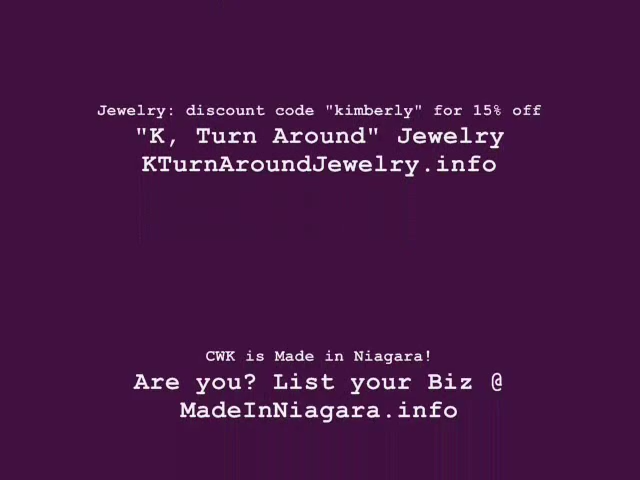 Jewelry: discount code "kimberly" for 15% off
"K, Turn Around" Jewelry
KTurnAroundJewelry.info
CWK is Made in Niagara!
Are you? List your Biz @
MadeInNiagara.info